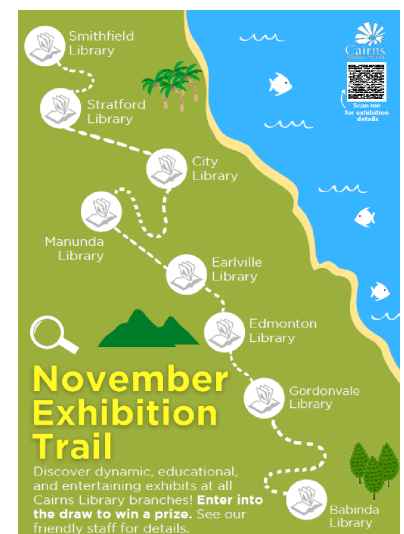 Smithfield
Library
Cairns
Scan me
for exhibition
details
Stratford
Library
City
Library
Manunda
Library
Earlville
Library
Edmonton
Library
Gordonvale
Library
Babinda
Library
November
Exhibition
Trail
Discover dynamic, educational,
and entertaining exhibits at all
Cairns Library branches! Enter into
the draw to win a prize. See our
friendly staff for details.